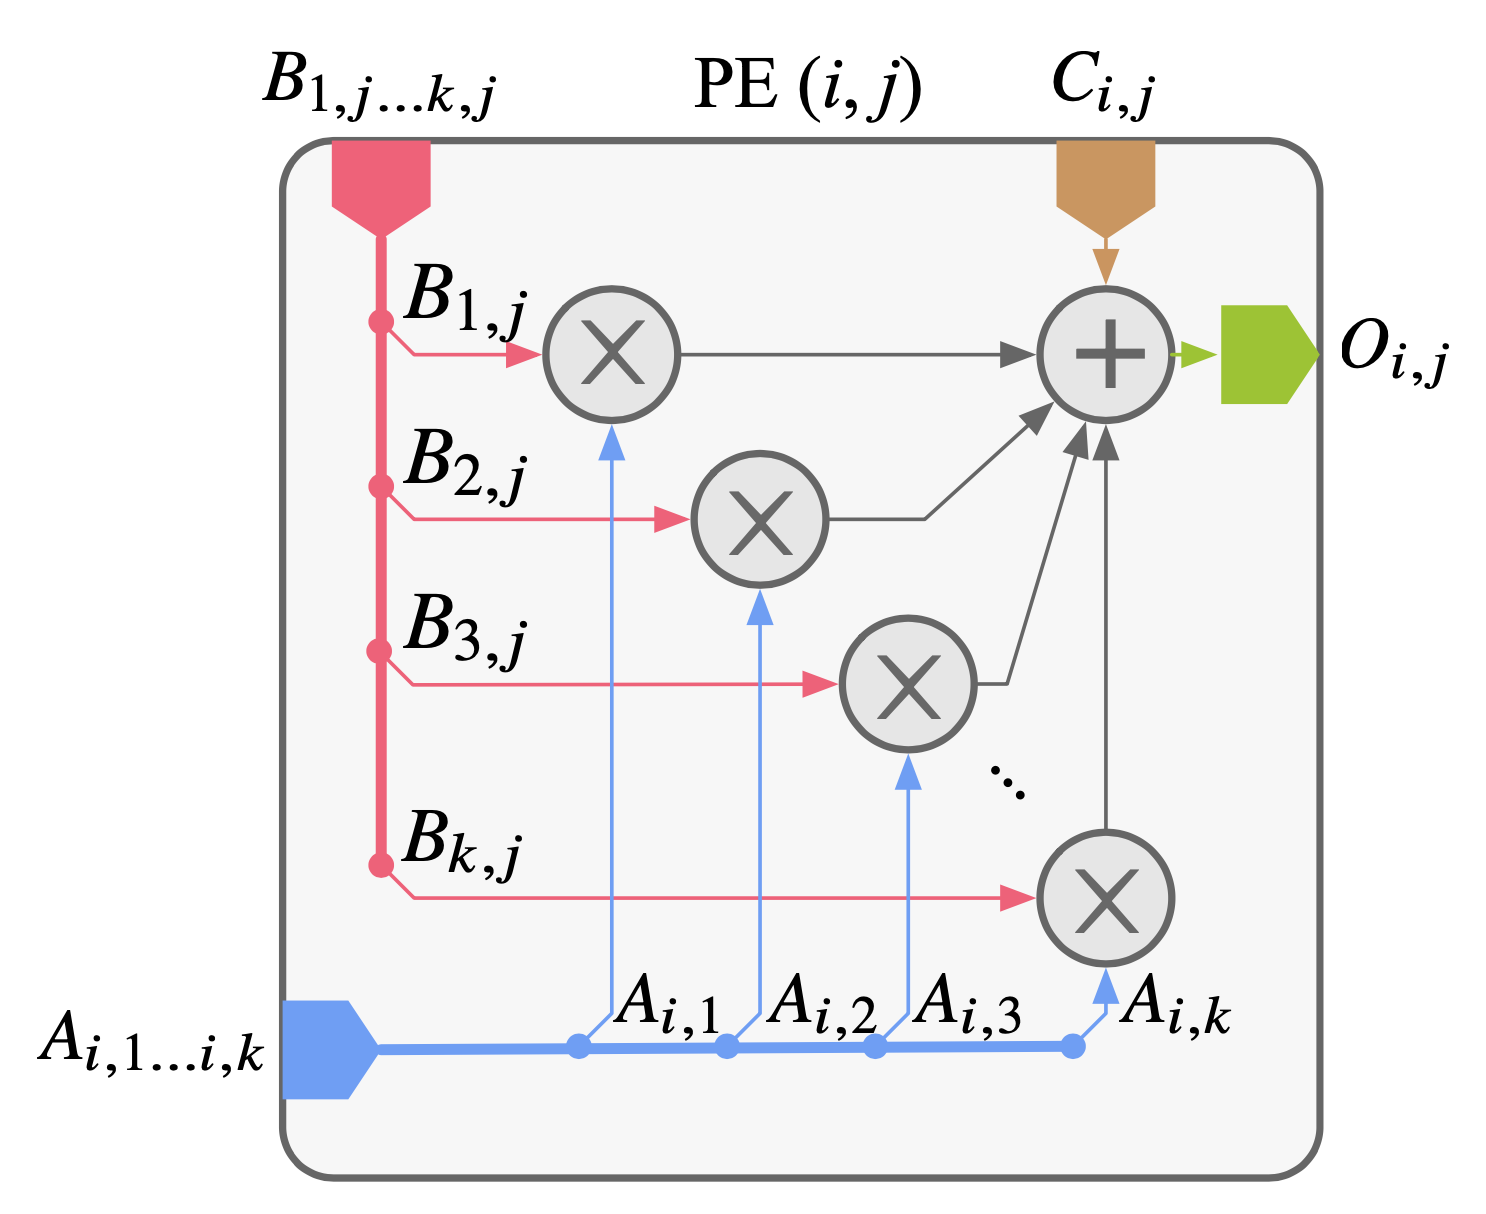 B1,j...k,j PE (i, j) Ci,j
B1,j
× + Oi,j
B2,j
×
B3,j
×
⋱
Bk,j
×
Ai,1 Ai,2 Ai,3 Ai,k
Ai,1...i,k